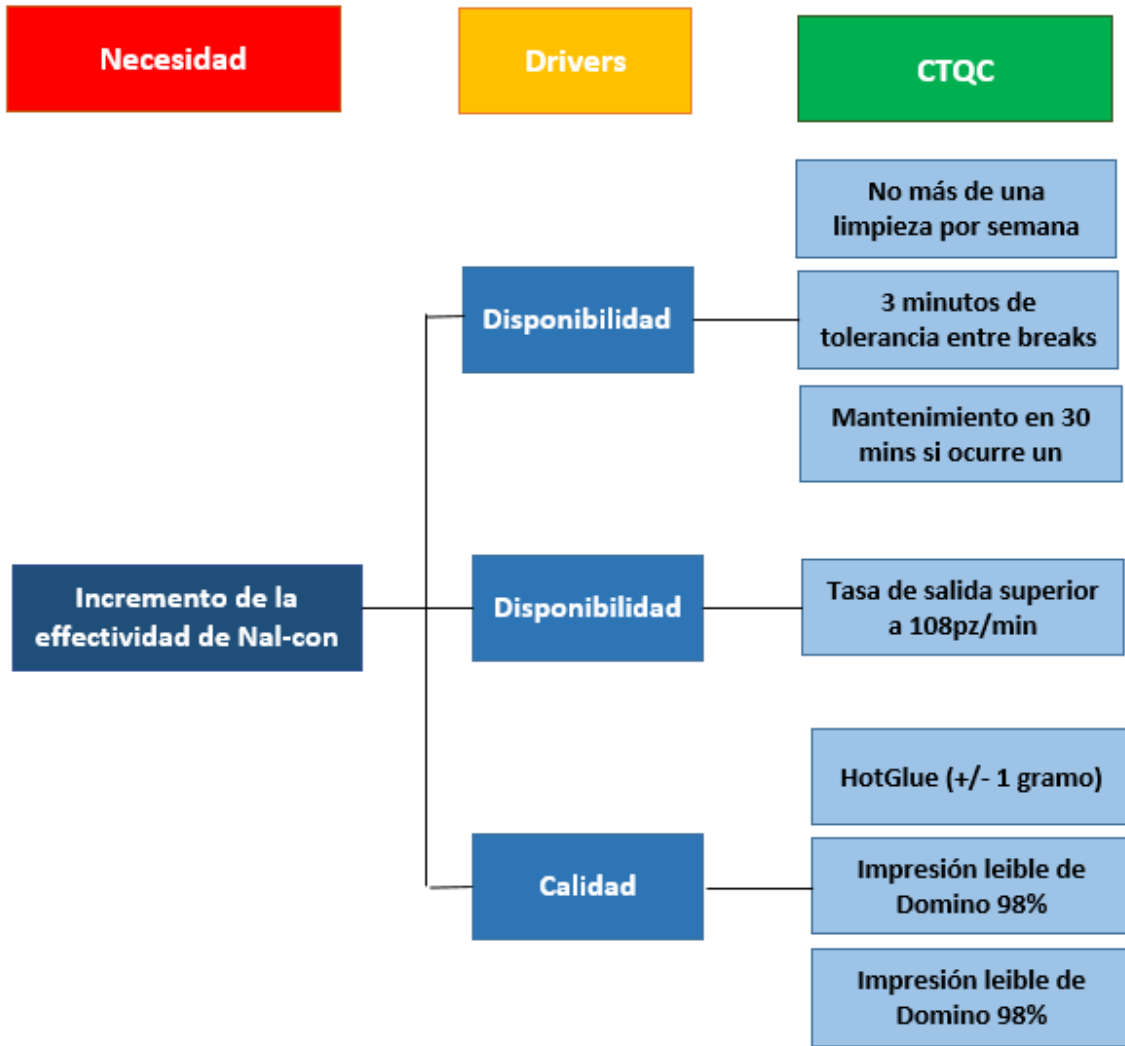 Necesidad
Drivers
CTQC
No más de una
limpieza por semana
Disponibilidad
3 minutos de
tolerancia entre breaks
Mantenimiento en 30
mins si ocurre un
Incremento de la
effectividad de Nal-con
Disponibilidad
Tasa de salida superior
a 108pz/min
HotGlue (+/- 1 gramo)
Calidad
Impresión leible de
Domino 98%
Impresión leible de
Domino 98%